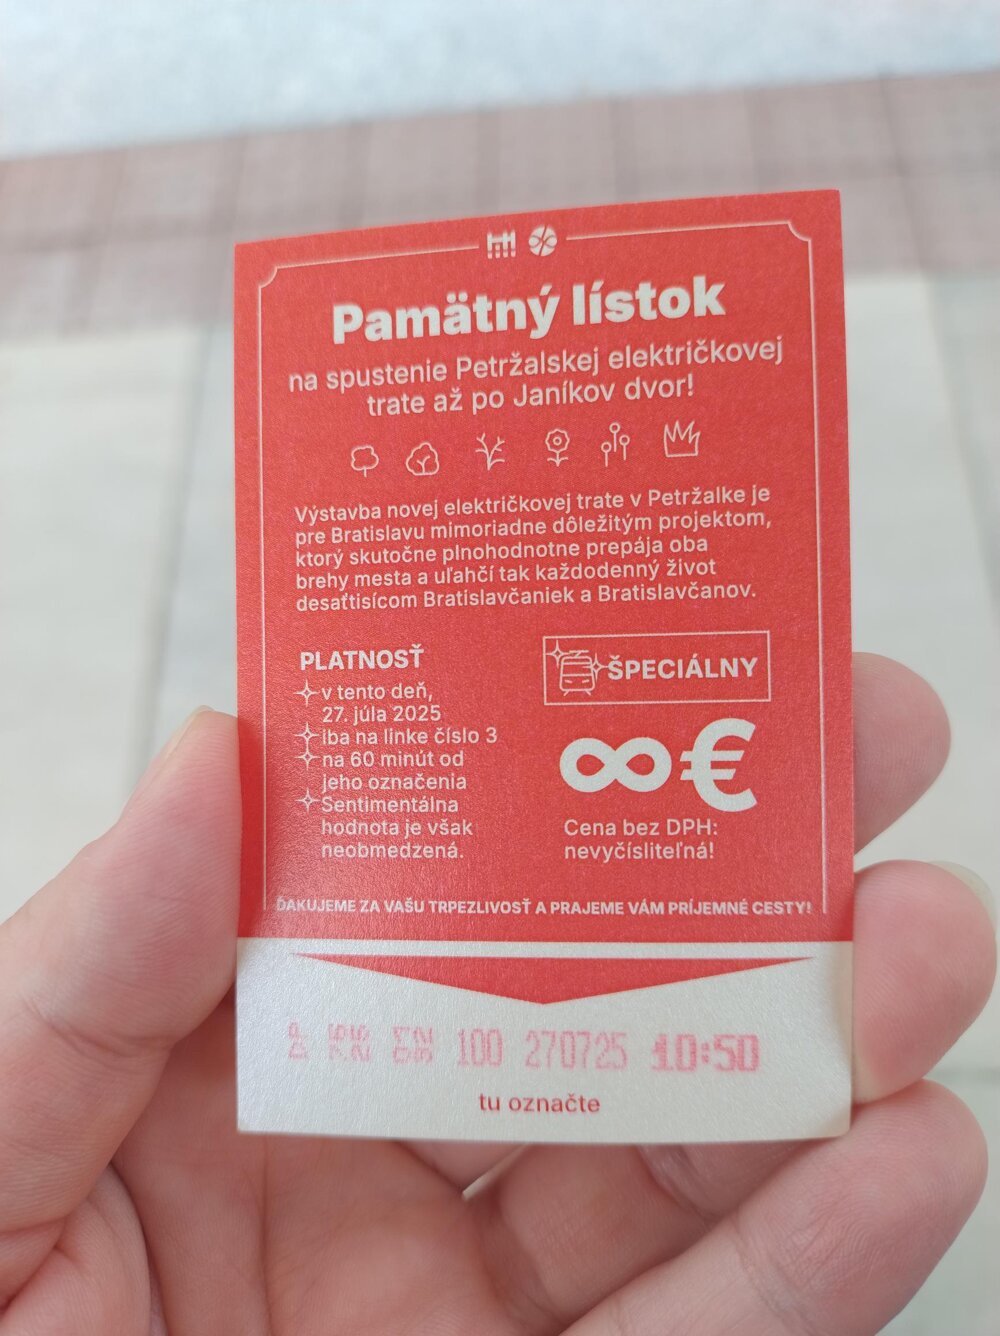 Pamätný lístok
na spustenie Petržalskej električkovej
trate až po Janíkov dvor!
Výstavba novej električkovej trate v Petržalke je
pre Bratislavu mimoriadne dôležitým projektom,
ktorý skutočne plnohodnotne prepája oba
brehy mesta a uľahčí tak každodenný život
desaťtisícom Bratislavčaniek a Bratislavčanov.
PLATNOSŤ
v tento deň,
27. júla 2025
iba na linke číslo 3
na 60 minút od
jeho označenia
Sentimentálna
hodnota je však
neobmedzená.
ŠPECIÁLNY
∞€
Cena bez DPH:
nevyčísliteľná!
ĎAKUJEME ZA VAŠU TRPEZLIVOSŤ A PRAJEME VÁM PRÍJEMNÉ CESTY!
100 270725 10:50
tu označte